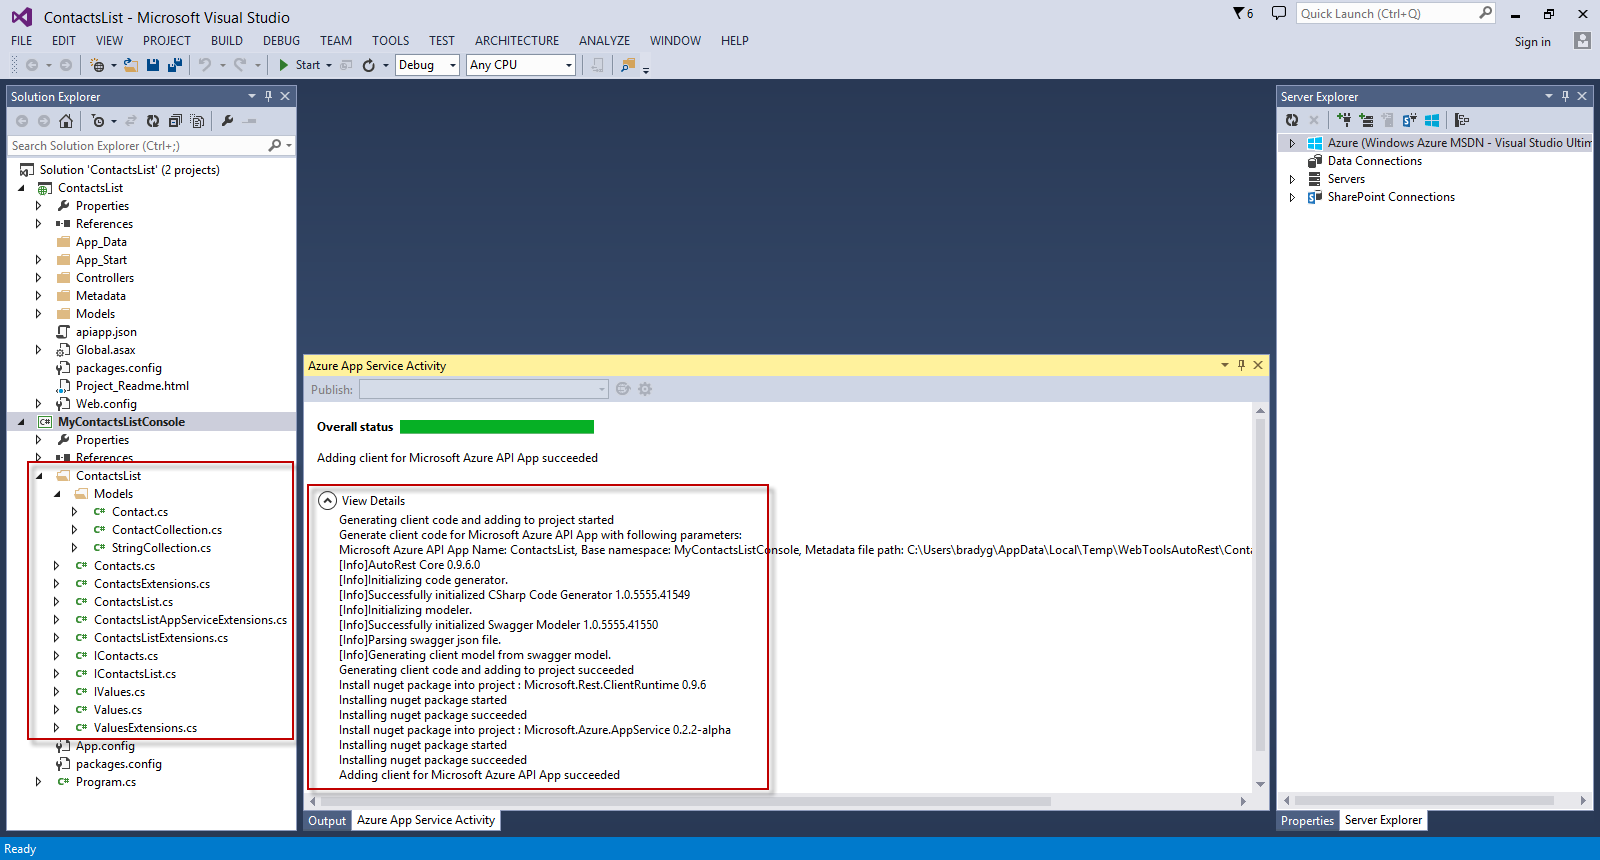 ContactsList - Microsoft Visual Studio
6
Quick Launch (Ctrl+Q)
FILE EDIT VIEW PROJECT BUILD DEBUG TEAM TOOLS TEST ARCHITECTURE ANALYZE WINDOW HELP
Sign in
Start
Debug
Any CPU
Solution Explorer
Search Solution Explorer (Ctrl+;)
Solution 'ContactsList' (2 projects)
ContactsList
Properties
References
App_Data
App_Start
Controllers
Metadata
Models
apiapp.json
Global.asax
packages.config
Project_Readme.html
Web.config
MyContactsListConsole
Properties
References
ContactsList
Models
Contact.cs
ContactCollection.cs
StringCollection.cs
Contacts.cs
ContactsExtensions.cs
ContactsList.cs
ContactsListAppServiceExtensions.cs
ContactsListExtensions.cs
IContacts.cs
IContactsList.cs
IValues.cs
Values.cs
ValuesExtensions.cs
App.config
packages.config
Program.cs
Azure App Service Activity
Publish:
Overall status
Adding client for Microsoft Azure API App succeeded
View Details
Generating client code and adding to project started
Generate client code for Microsoft Azure API App with following parameters:
Microsoft Azure API App Name: ContactsList, Base namespace: MyContactsListConsole, Metadata file path: C:\Users\bradyg\AppData\Local\Temp\WebToolsAutoRest\Conta
[Info]AutoRest Core 0.9.6.0
[Info]Initializing code generator.
[Info]Successfully initialized CSharp Code Generator 1.0.5555.41549
[Info]Initializing modeler.
[Info]Successfully initialized Swagger Modeler 1.0.5555.41550
[Info]Parsing swagger json file.
[Info]Generating client model from swagger model.
Generating client code and adding to project succeeded
Install nuget package into project : Microsoft.Rest.ClientRuntime 0.9.6
Installing nuget package started
Installing nuget package succeeded
Install nuget package into project : Microsoft.Azure.AppService 0.2.2-alpha
Installing nuget package started
Installing nuget package succeeded
Adding client for Microsoft Azure API App succeeded
Output
Azure App Service Activity
Server Explorer
Azure (Windows Azure MSDN - Visual Studio Ultim
Data Connections
Servers
SharePoint Connections
Properties
Server Explorer
Ready